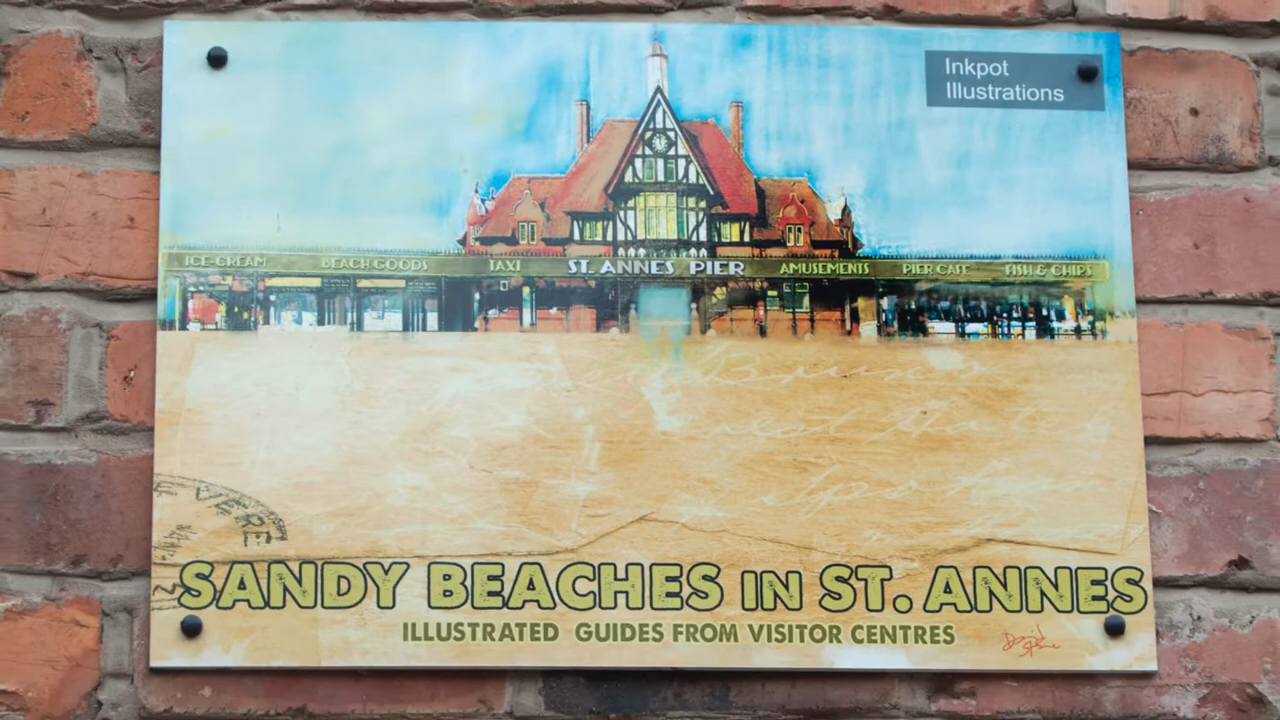 Inkpot
Illustrations
ICE-CREAM BEACH GOODS TAXI ST. ANNES PIER AMUSEMENTS PIER CAFE FISH & CHIPS
VERE
SANDY BEACHES IN ST. ANNES
ILLUSTRATED GUIDES FROM VISITOR CENTRES